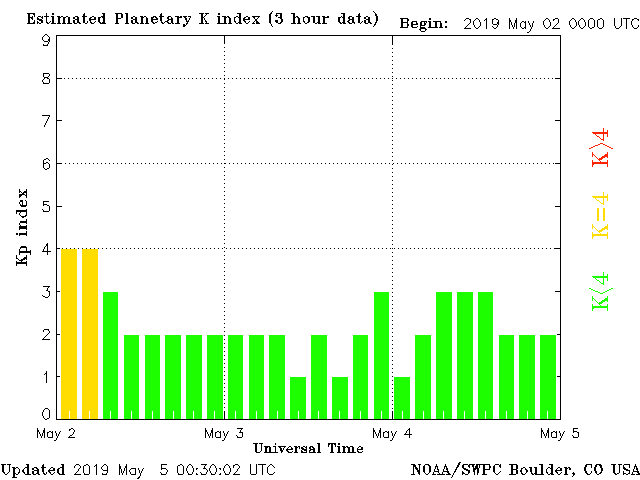 Estimated Planetary K index (3 hour data)
Begin: 2019 May 02 0000 UTC
9
8
7
6
5
4
3
2
1
0
Kp index
K>4
K=4
K<4
May 2
May 3
May 4
May 5
Universal Time
Updated 2019 May 5 00:30:02 UTC
NOAA/SWPC Boulder, CO USA